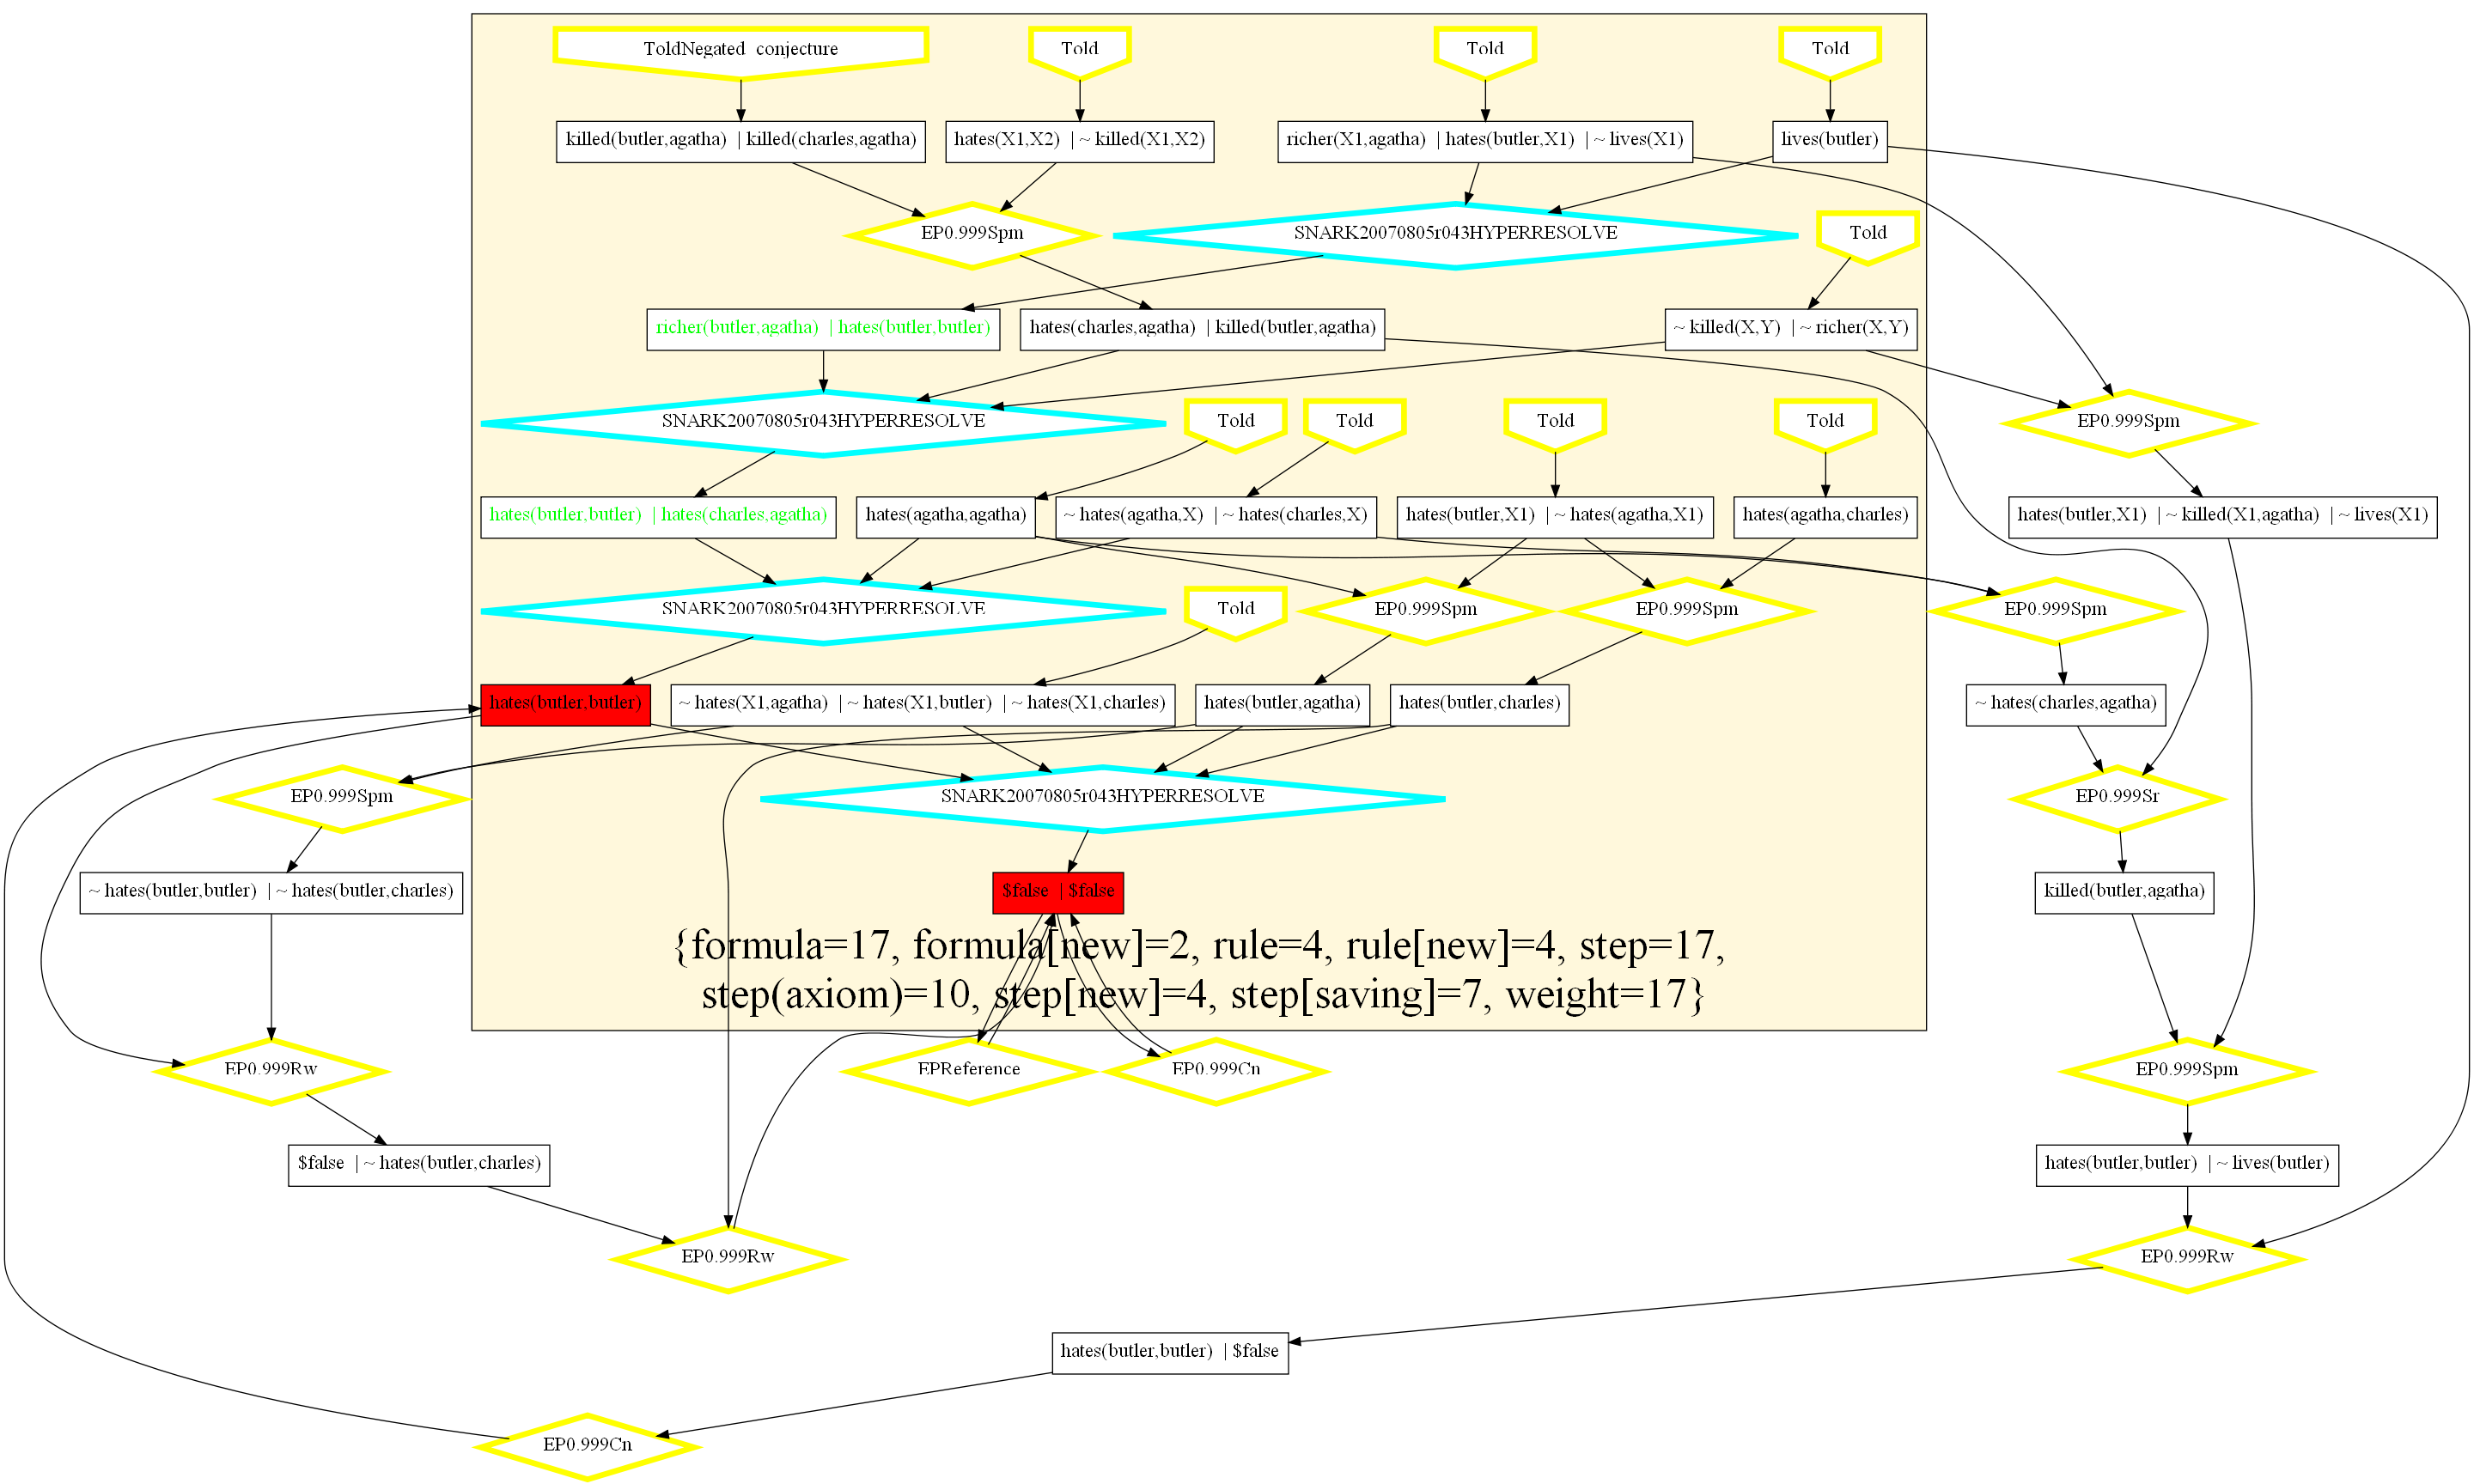 ToldNegated conjecture
Told
Told
Told
killed(butler,agatha) | killed(charles,agatha)
hates(X1,X2) | ~ killed(X1,X2)
richer(X1,agatha) | hates(butler,X1) | ~ lives(X1)
lives(butler)
EP0.999Spm
SNARK20070805r043HYPERRESOLVE
Told
richer(butler,agatha) | hates(butler,butler)
hates(charles,agatha) | killed(butler,agatha)
~ killed(X,Y) | ~ richer(X,Y)
SNARK20070805r043HYPERRESOLVE
Told
Told
Told
Told
EP0.999Spm
hates(butler,butler) | hates(charles,agatha)
hates(agatha,agatha)
~ hates(agatha,X) | ~ hates(charles,X)
hates(butler,X1) | ~ hates(agatha,X1)
hates(agatha,charles)
hates(butler,X1) | ~ killed(X1,agatha) | ~ lives(X1)
SNARK20070805r043HYPERRESOLVE
Told
EP0.999Spm
EP0.999Spm
EP0.999Spm
hates(butler,butler)
~ hates(X1,agatha) | ~ hates(X1,butler) | ~ hates(X1,charles)
hates(butler,agatha)
hates(butler,charles)
~ hates(charles,agatha)
EP0.999Spm
SNARK20070805r043HYPERRESOLVE
EP0.999Sr
~ hates(butler,butler) | ~ hates(butler,charles)
$false | $false
killed(butler,agatha)
{formula=17, formula[new]=2, rule=4, rule[new]=4, step=17,
step(axiom)=10, step[new]=4, step[saving]=7, weight=17}
EP0.999Rw
EPReference
EP0.999Cn
EP0.999Spm
$false | ~ hates(butler,charles)
hates(butler,butler) | ~ lives(butler)
EP0.999Rw
EP0.999Rw
hates(butler,butler) | $false
EP0.999Cn